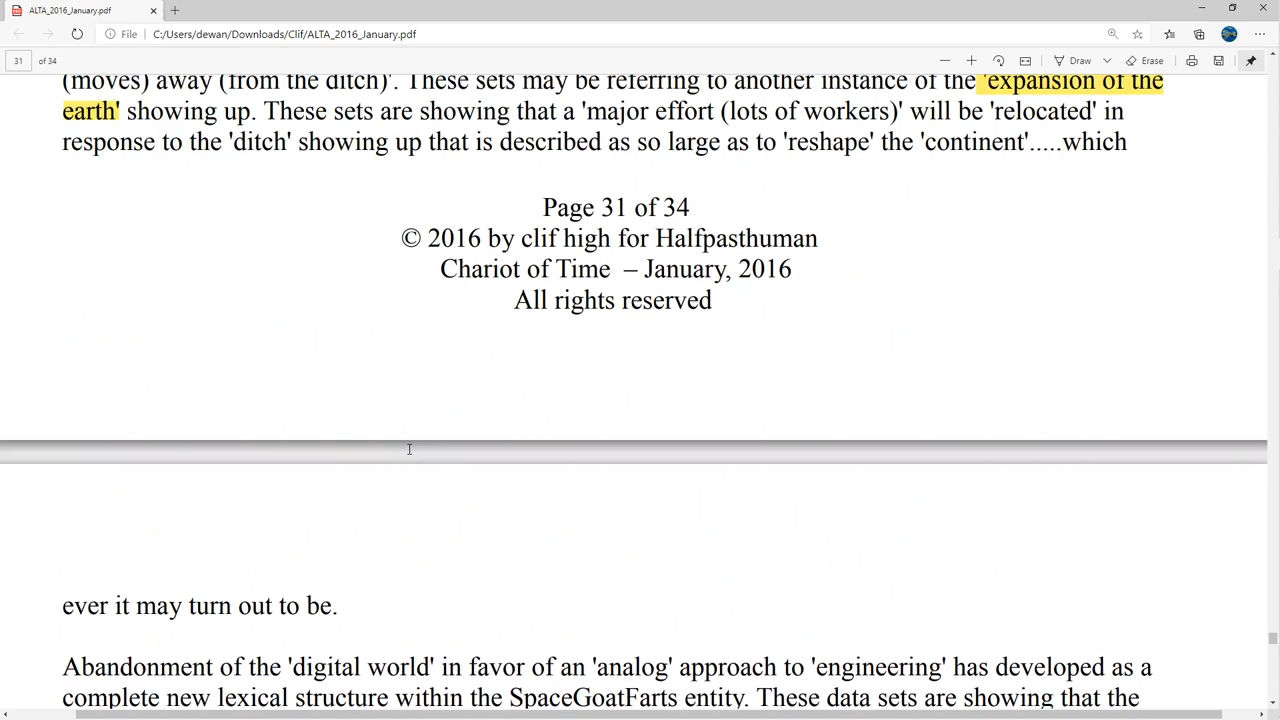 ALTA_2016_January.pdf
File C:/Users/dewan/Downloads/Clif/ALTA_2016_January.pdf
31 of 34 Draw Erase
(moves) away (from the ditch)'. These sets may be referring to another instance of the 'expansion of the
earth' showing up. These sets are showing that a 'major effort (lots of workers)' will be 'relocated' in
response to the 'ditch' showing up that is described as so large as to 'reshape' the 'continent'.....which
Page 31 of 34
© 2016 by clif high for Halfpasthuman
Chariot of Time – January, 2016
All rights reserved
ever it may turn out to be.
Abandonment of the 'digital world' in favor of an 'analog' approach to 'engineering' has developed as a
complete new lexical structure within the SpaceGoatFarts entity. These data sets are showing that the